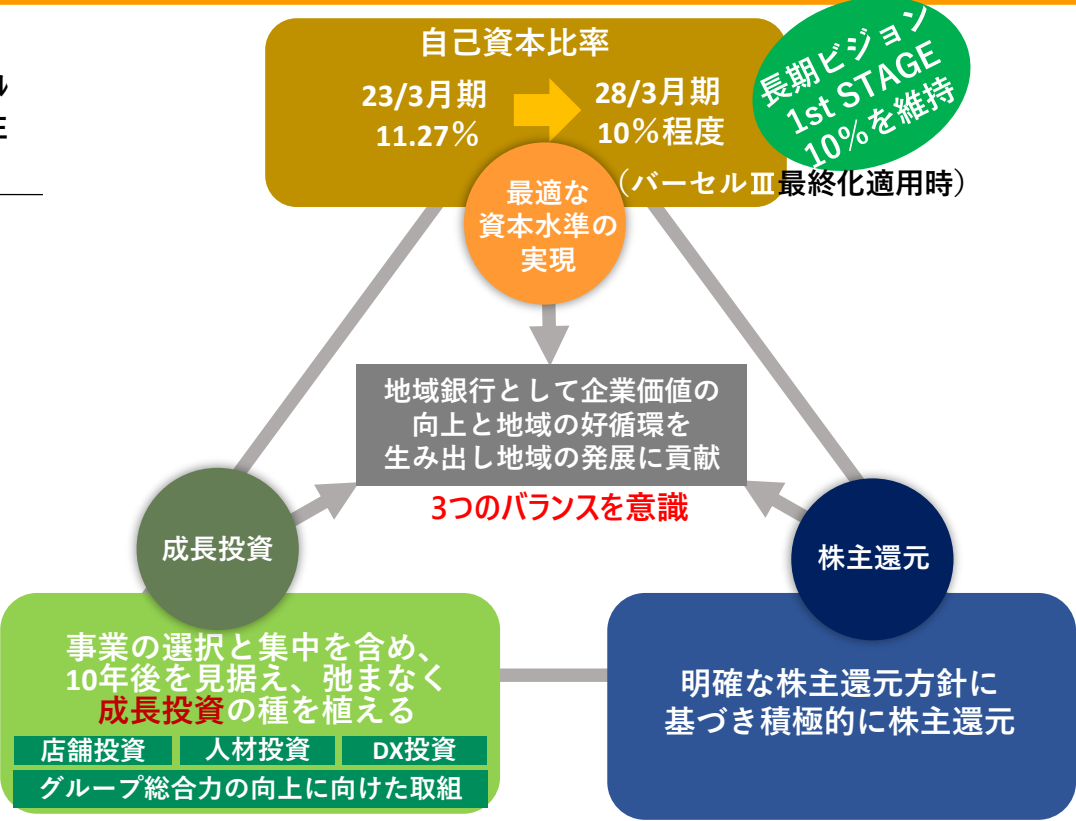 自己資本比率
23/3月期
11.27%
28/3月期
10%程度
(バーセルⅢ最終化適用時)
長期ビジョン
1st STAGE
10%を維持
最適な
資本水準の
実現
地域銀行として企業価値の
向上と地域の好循環を
生み出し地域の発展に貢献
3つのバランスを意識
成長投資
株主還元
事業の選択と集中を含め、
10年後を見据え、弛まなく
成長投資の種を植える
店舗投資
人材投資
DX投資
グループ総合力の向上に向けた取組
明確な株主還元方針に
基づき積極的に株主還元